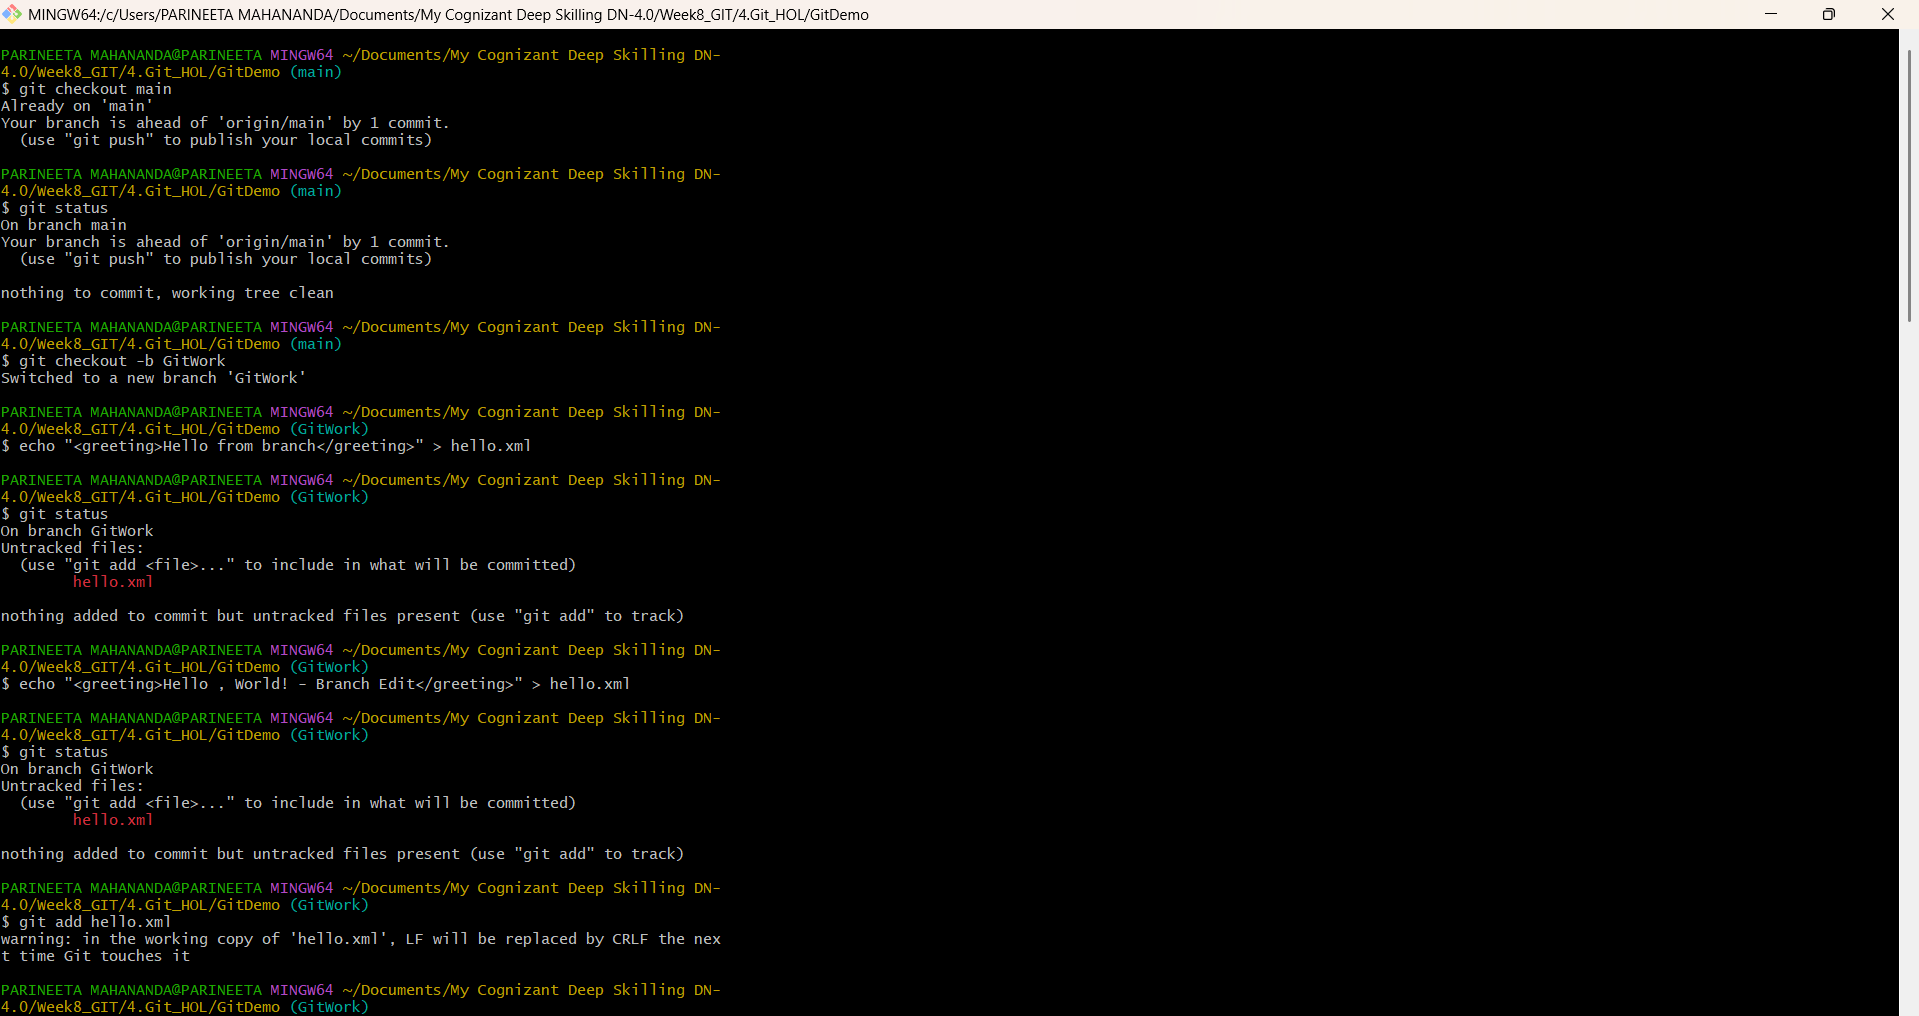 MINGW64:/c/Users/PARINEETA MAHANANDA/Documents/My Cognizant Deep Skilling DN-4.0/Week8_GIT/4.Git_HOL/GitDemo
PARINEETA MAHANANDA@PARINEETA MINGW64 ~/Documents/My Cognizant Deep Skilling DN-
4.0/Week8_GIT/4.Git_HOL/GitDemo (main)
$ git checkout main
Already on 'main'
Your branch is ahead of 'origin/main' by 1 commit.
  (use "git push" to publish your local commits)
PARINEETA MAHANANDA@PARINEETA MINGW64 ~/Documents/My Cognizant Deep Skilling DN-
4.0/Week8_GIT/4.Git_HOL/GitDemo (main)
$ git status
On branch main
Your branch is ahead of 'origin/main' by 1 commit.
  (use "git push" to publish your local commits)
nothing to commit, working tree clean
PARINEETA MAHANANDA@PARINEETA MINGW64 ~/Documents/My Cognizant Deep Skilling DN-
4.0/Week8_GIT/4.Git_HOL/GitDemo (main)
$ git checkout -b GitWork
Switched to a new branch 'GitWork'
PARINEETA MAHANANDA@PARINEETA MINGW64 ~/Documents/My Cognizant Deep Skilling DN-
4.0/Week8_GIT/4.Git_HOL/GitDemo (GitWork)
$ echo "<greeting>Hello from branch</greeting>" > hello.xml
PARINEETA MAHANANDA@PARINEETA MINGW64 ~/Documents/My Cognizant Deep Skilling DN-
4.0/Week8_GIT/4.Git_HOL/GitDemo (GitWork)
$ git status
On branch GitWork
Untracked files:
  (use "git add <file>..." to include in what will be committed)
        hello.xml
nothing added to commit but untracked files present (use "git add" to track)
PARINEETA MAHANANDA@PARINEETA MINGW64 ~/Documents/My Cognizant Deep Skilling DN-
4.0/Week8_GIT/4.Git_HOL/GitDemo (GitWork)
$ echo "<greeting>Hello , World! - Branch Edit</greeting>" > hello.xml
PARINEETA MAHANANDA@PARINEETA MINGW64 ~/Documents/My Cognizant Deep Skilling DN-
4.0/Week8_GIT/4.Git_HOL/GitDemo (GitWork)
$ git status
On branch GitWork
Untracked files:
  (use "git add <file>..." to include in what will be committed)
        hello.xml
nothing added to commit but untracked files present (use "git add" to track)
PARINEETA MAHANANDA@PARINEETA MINGW64 ~/Documents/My Cognizant Deep Skilling DN-
4.0/Week8_GIT/4.Git_HOL/GitDemo (GitWork)
$ git add hello.xml
warning: in the working copy of 'hello.xml', LF will be replaced by CRLF the nex
t time Git touches it
PARINEETA MAHANANDA@PARINEETA MINGW64 ~/Documents/My Cognizant Deep Skilling DN-
4.0/Week8_GIT/4.Git_HOL/GitDemo (GitWork)